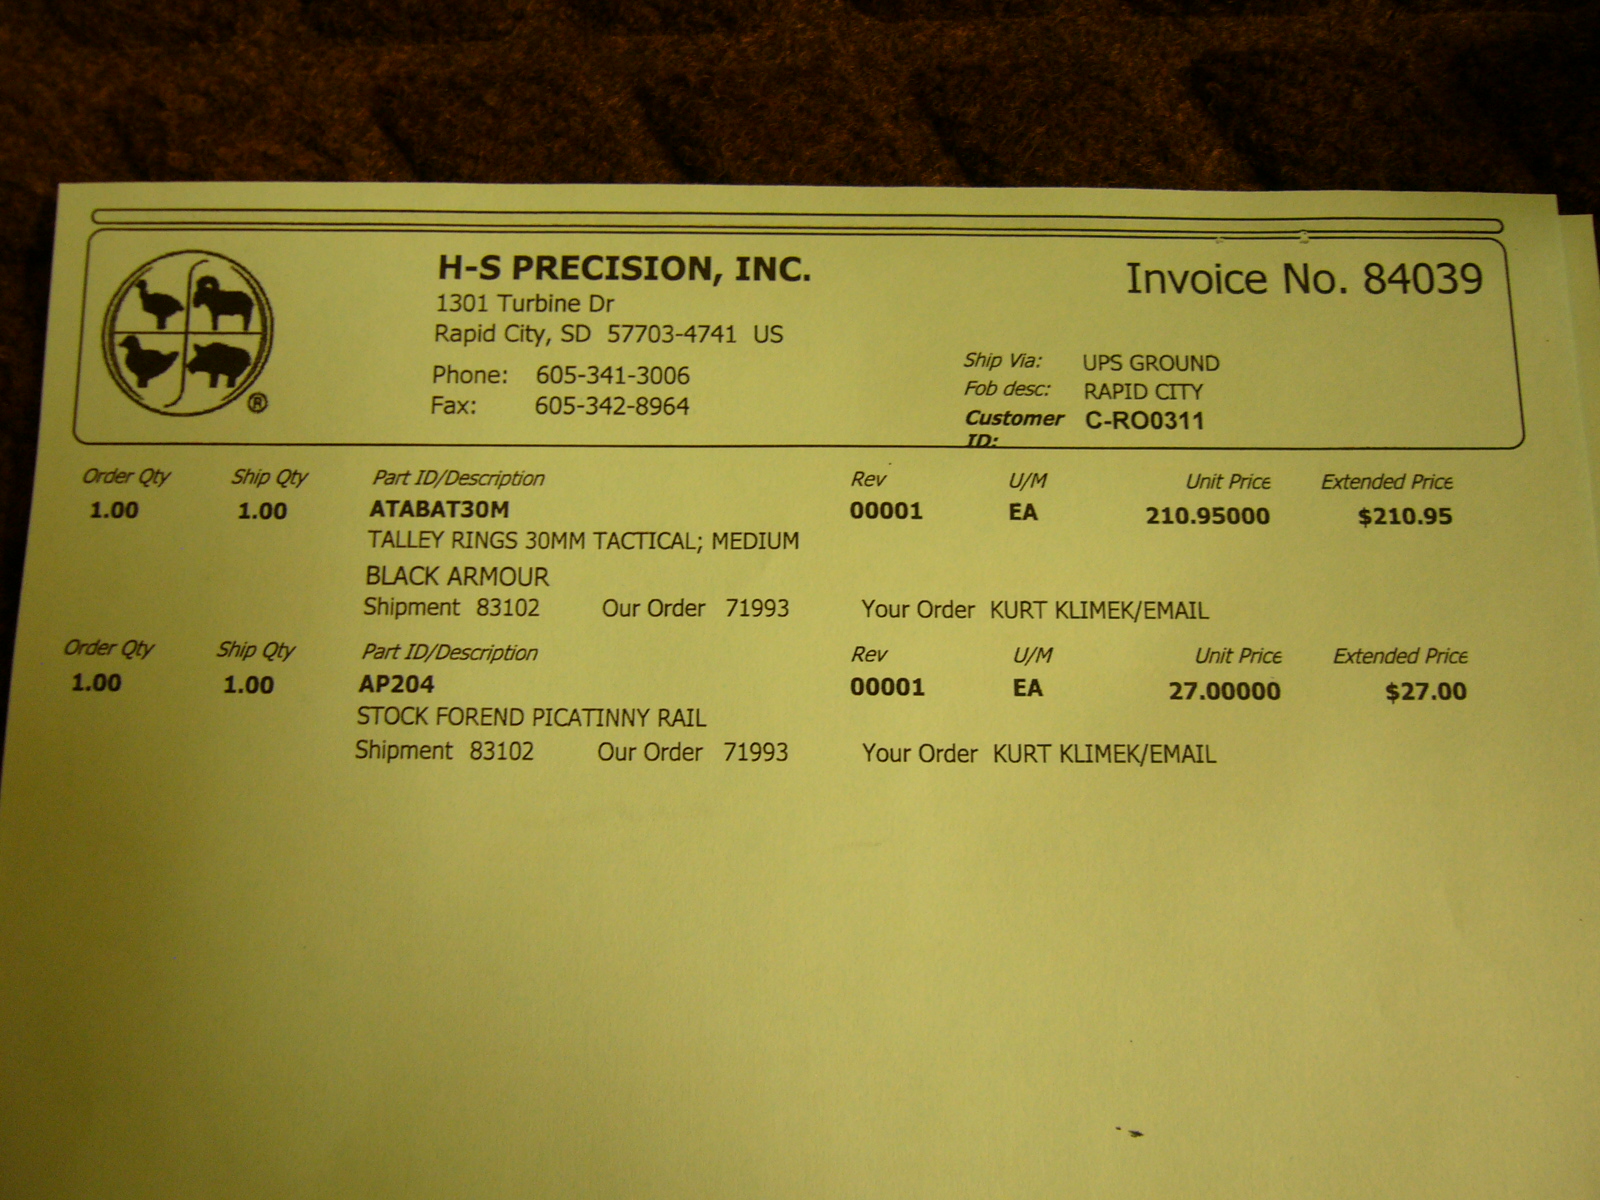 H-S PRECISION, INC.
1301 Turbine Dr
Rapid City, SD 57703-4741 US
Phone: 605-341-3006
Fax: 605-342-8964
Invoice No. 84039
Ship Via: UPS GROUND
Fob desc: RAPID CITY
Customer ID: C-RO0311
®
Order Qty Ship Qty Part ID/Description Rev U/M Unit Price Extended Price
1.00 1.00 ATABAT30M 00001 EA 210.95000 $210.95
TALLEY RINGS 30MM TACTICAL; MEDIUM
BLACK ARMOUR
Shipment 83102 Our Order 71993 Your Order KURT KLIMEK/EMAIL
Order Qty Ship Qty Part ID/Description Rev U/M Unit Price Extended Price
1.00 1.00 AP204 00001 EA 27.00000 $27.00
STOCK FOREND PICATINNY RAIL
Shipment 83102 Our Order 71993 Your Order KURT KLIMEK/EMAIL